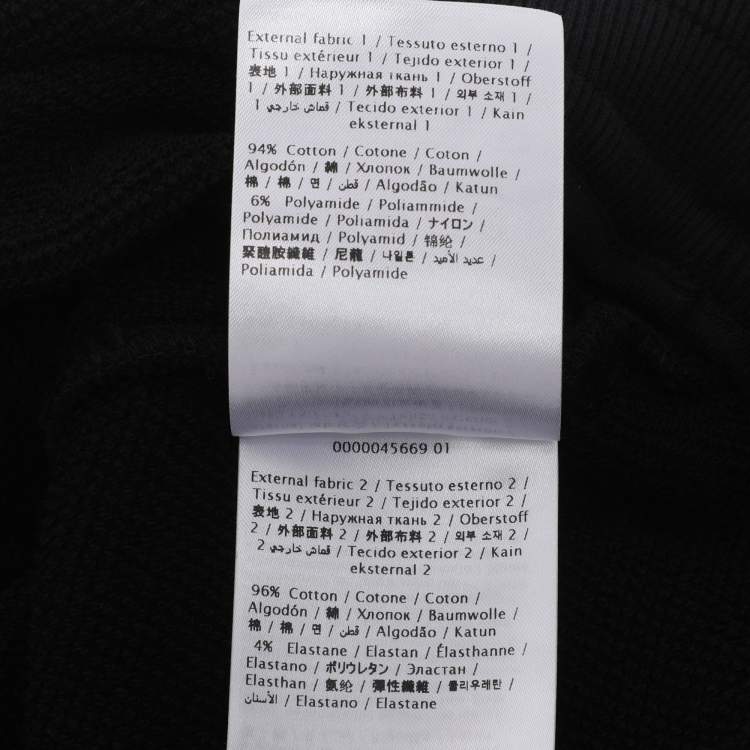 External fabric 1 / Tessuto esterno 1 /
Tissu extérieur 1 / Tejido exterior 1 /
表地 1 / Наружная ткань 1 / Oberstoff
1 / 外部面料 1 / 外部布料 1 / 외부 소재 1 /
1 قماش خارجي / Tecido exterior 1 / Kain
eksternal 1
94% Cotton / Cotone / Coton /
Algodón / 綿 / Хлопок / Baumwolle /
棉 / 棉 / 면 / قطن / Algodão / Katun
6% Polyamide / Poliammide /
Polyamide / Poliamida / ナイロン /
Полиамид / Polyamid / 锦纶 /
聚醯胺纖維 / 尼龍 / 나일론 / عديد الأميد /
Poliamida / Polyamide
0000045669 01
External fabric 2 / Tessuto esterno 2 /
Tissu extérieur 2 / Tejido exterior 2 /
表地 2 / Наружная ткань 2 / Oberstoff
2 / 外部面料 2 / 外部布料 2 / 외부 소재 2 /
2 قماش خارجي / Tecido exterior 2 / Kain
eksternal 2
96% Cotton / Cotone / Coton /
Algodón / 綿 / Хлопок / Baumwolle /
棉 / 棉 / 면 / قطن / Algodão / Katun
4% Elastane / Elastan / Élasthanne /
Elastano / ポリウレタン / Эластан /
Elasthan / 氨纶 / 彈性纖維 / 폴리우레탄 /
الأسنان / Elastano / Elastane